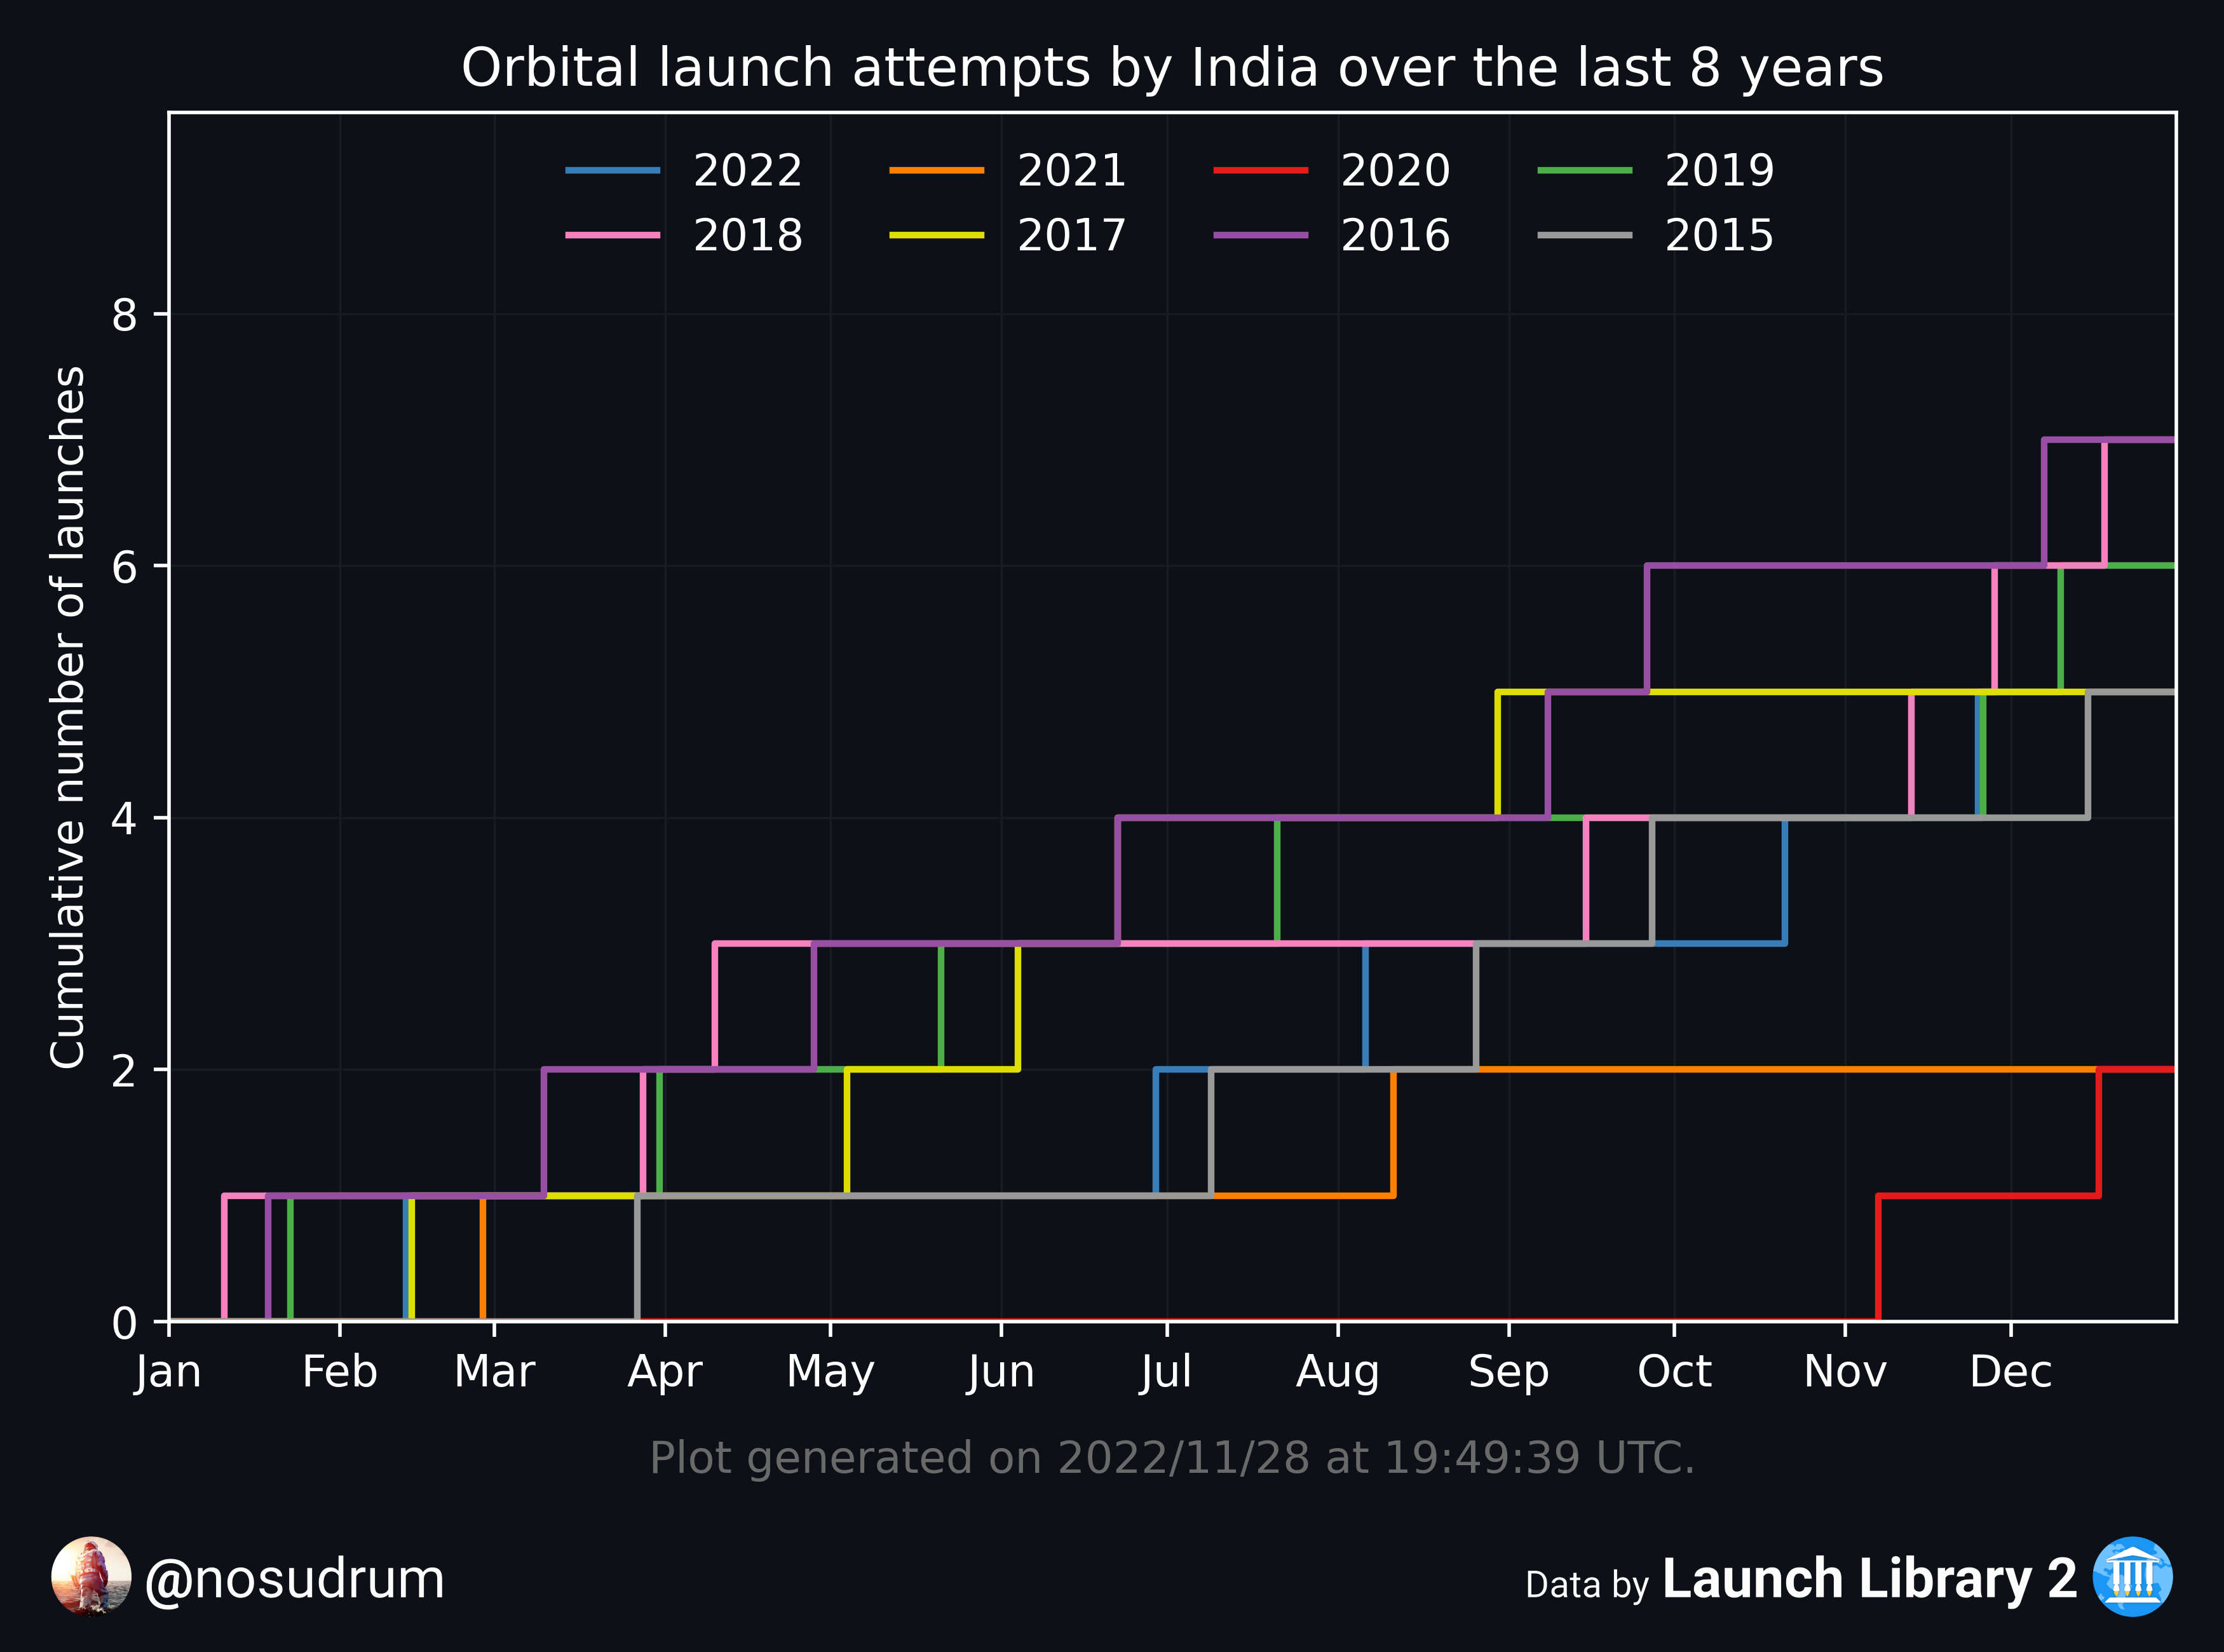 Orbital launch attempts by India over the last 8 years
2022 2021 2020 2019
2018 2017 2016 2015
Cumulative number of launches
8
6
4
2
0
Jan Feb Mar Apr May Jun Jul Aug Sep Oct Nov Dec
Plot generated on 2022/11/28 at 19:49:39 UTC.
@nosudrum
Data by Launch Library 2